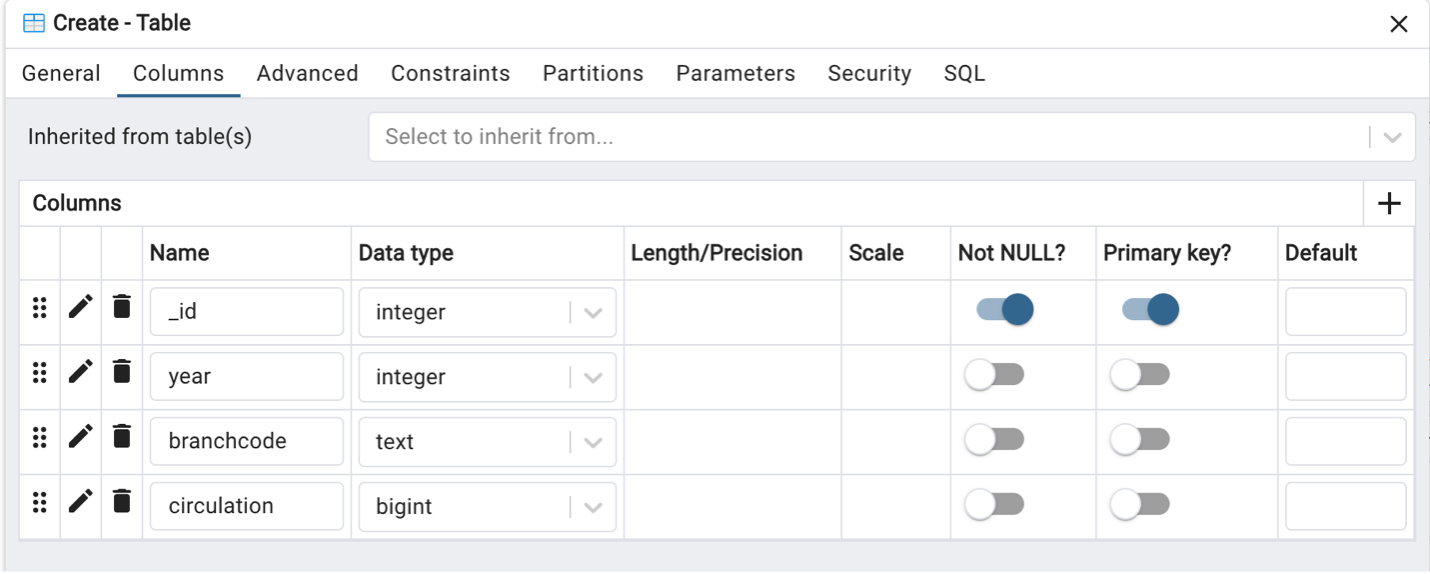 Create - Table
General Columns Advanced Constraints Partitions Parameters Security SQL
Inherited from table(s) Select to inherit from...
Columns
Name Data type Length/Precision Scale Not NULL? Primary key? Default
_id integer
year integer
branchcode text
circulation bigint